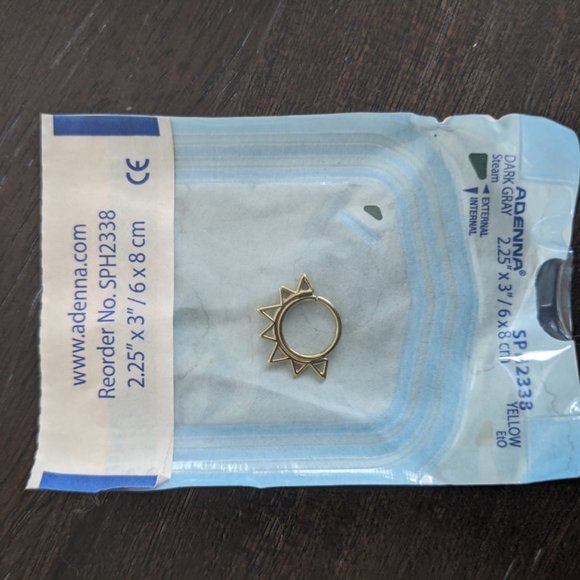 www.adenna.com
Reorder No. SPH2338
2.25" x 3" / 6 x 8 cm
CE
ADENNA® SPH2338
DARK GRAY 2.25" x 3" / 6 x 8 cm YELLOW
Steam EtO
EXTERNAL
INTERNAL